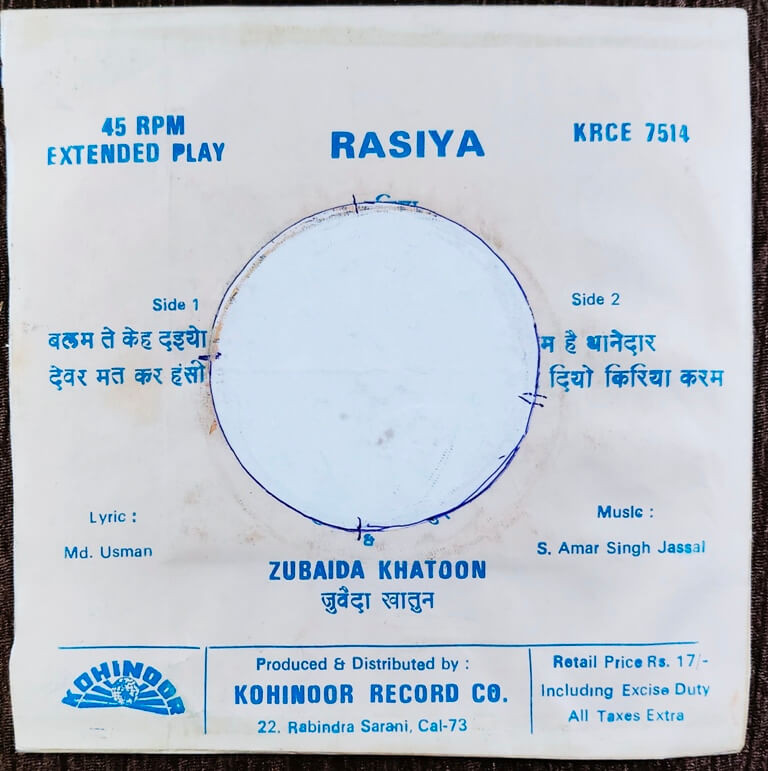 45 RPM
EXTENDED PLAY
RASIYA
KRCE 7514
Side 1
बलम ते केह दइयो
देवर मत कर हंसी
Side 2
म है थानेदार
दियो किरिया करम
Lyric :
Md. Usman
Music :
S. Amar Singh Jassal
&
ZUBAIDA KHATOON
जुवैदा खातुन
KOHINOOR
Produced & Distributed by :
KOHINOOR RECORD CO.
22. Rabindra Sarani, Cal-73
Retail Price Rs. 17/-
Including Excise Duty
All Taxes Extra